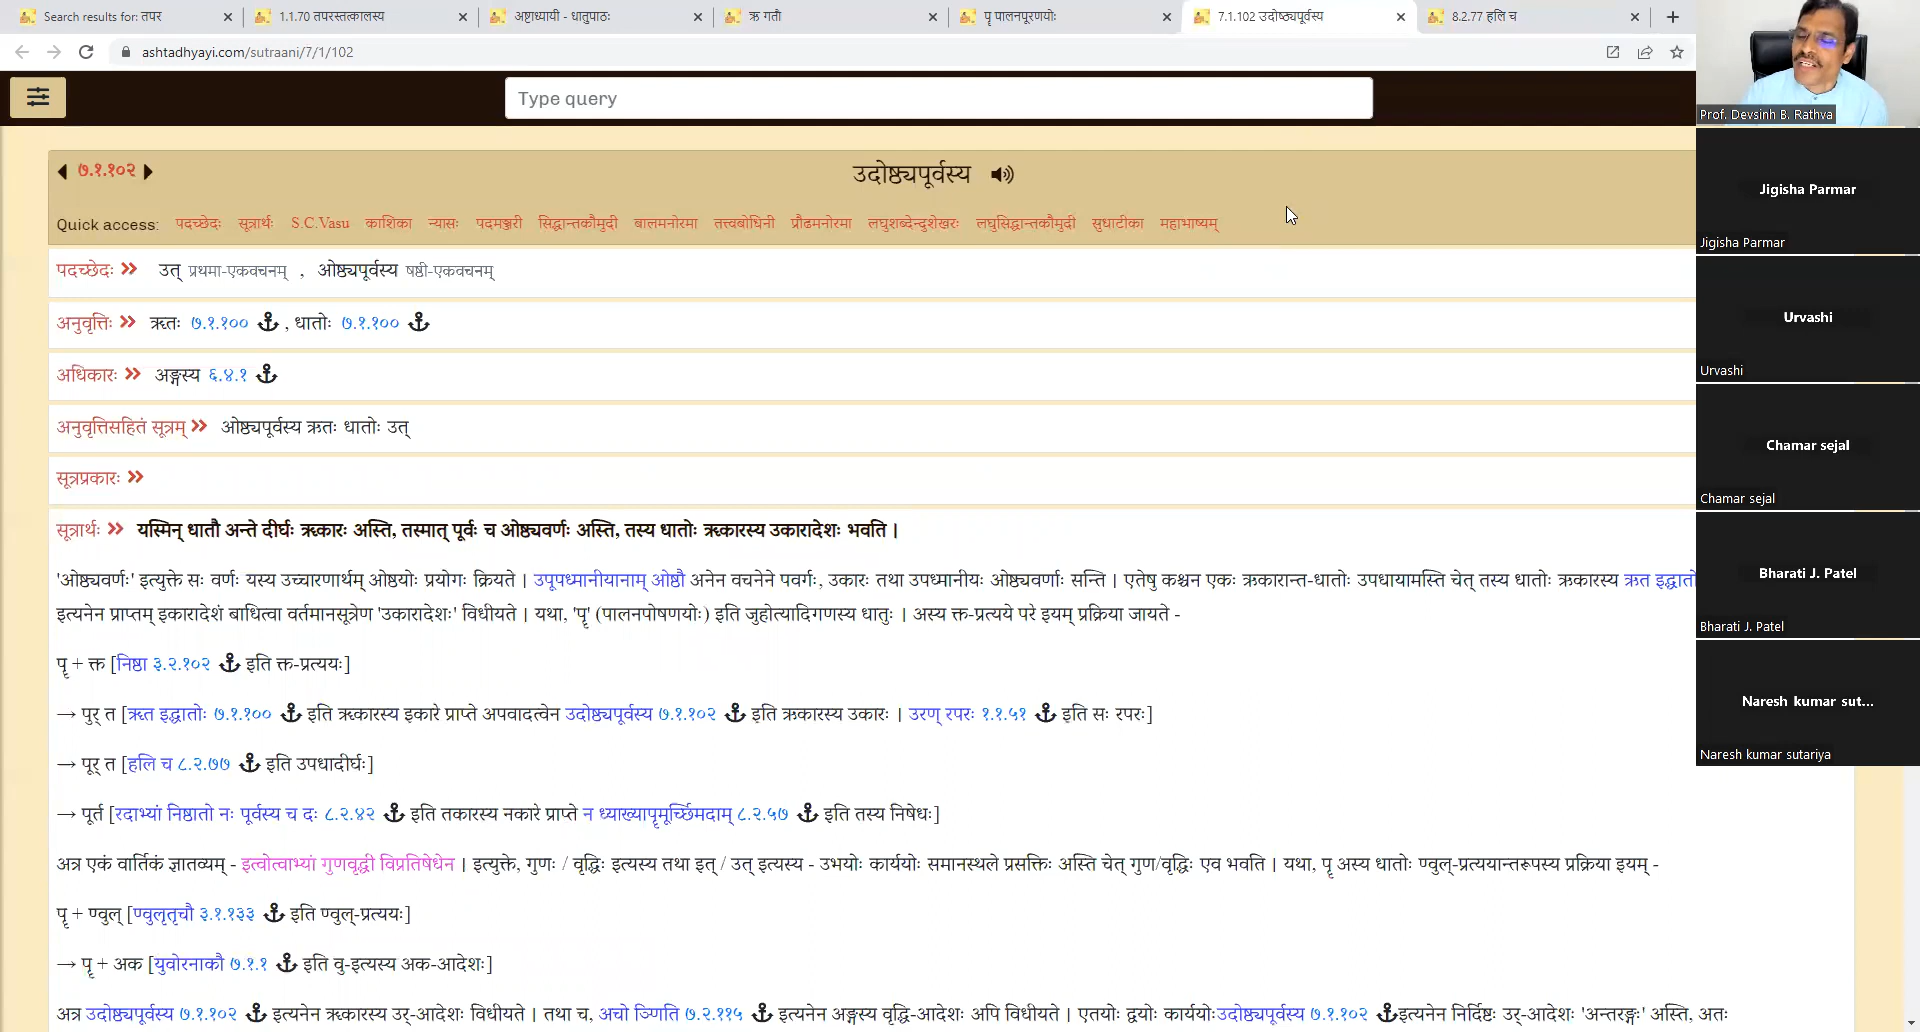 Search results for: तपर
1.1.70 तपरस्तत्कालस्य
अष्टाध्यायी - धातुपाठः
ऋ गतौ
पॄ पालनपूरणयोः
7.1.102 उदोष्ठ्यपूर्वस्य
8.2.77 हलि च
ashtadhyayi.com/sutraani/7/1/102
Type query
७.१.१०२
उदोष्ठ्यपूर्वस्य
Quick access: पदच्छेदः सूत्रार्थः S.C.Vasu काशिका न्यासः पदमञ्जरी सिद्धान्तकौमुदी बालमनोरमा तत्त्वबोधिनी प्रौढमनोरमा लघुशब्देन्दुशेखरः लघुसिद्धान्तकौमुदी सुधाटीका महाभाष्यम्
पदच्छेदः उत् प्रथमा-एकवचनम् , ओष्ठ्यपूर्वस्य षष्ठी-एकवचनम्
अनुवृत्तिः ॠतः ७.१.१०० , धातोः ७.१.१००
अधिकारः अङ्गस्य ६.४.१
अनुवृत्तिसहितं सूत्रम् ओष्ठ्यपूर्वस्य ऋतः धातोः उत्
सूत्रप्रकारः
सूत्रार्थः यस्मिन् धातौ अन्ते दीर्घः ॠकारः अस्ति, तस्मात् पूर्वः च ओष्ठ्यवर्णः अस्ति, तस्य धातोः ॠकारस्य उकारादेशः भवति ।
'ओष्ठ्यवर्णः' इत्युक्ते सः वर्णः यस्य उच्चारणार्थम् ओष्ठयोः प्रयोगः क्रियते । उपूपध्मानीयानाम् ओष्ठौ अनेन वचनेने पवर्गः, उकारः तथा उपध्मानीयः ओष्ठ्यवर्णाः सन्ति । एतेषु कश्चन एकः ऋकारान्त-धातोः उपधायामस्ति चेत् तस्य धातोः ऋकारस्य ऋत इद्धातो
इत्यनेन प्राप्तम् इकारादेशं बाधित्वा वर्तमानसूत्रेण 'उकारादेशः' विधीयते । यथा, 'पॄ' (पालनपोषणयोः) इति जुहोत्यादिगणस्य धातुः । अस्य क्त-प्रत्यये परे इयम् प्रक्रिया जायते -
पॄ + क्त [निष्ठा ३.२.१०२ इति क्त-प्रत्ययः]
→ पुर् त [ॠत इद्धातोः ७.१.१०० इति ऋकारस्य इकारे प्राप्ते अपवादत्वेन उदोष्ठ्यपूर्वस्य ७.१.१०२ इति ऋकारस्य उकारः । उरण् रपरः १.१.५१ इति सः रपरः]
→ पूर् त [हलि च ८.२.७७ इति उपधादीर्घः]
→ पूर्त [रदाभ्यां निष्ठातो नः पूर्वस्य च दः ८.२.४२ इति तकारस्य नकारे प्राप्ते न ध्याख्यापॄमूर्च्छिमदाम् ८.२.५७ इति तस्य निषेधः]
अत्र एकं वार्तिकं ज्ञातव्यम् - इत्वोत्वाभ्यां गुणवृद्धी विप्रतिषेधेन । इत्युक्ते, गुणः / वृद्धिः इत्यस्य तथा इत् / उत् इत्यस्य - उभयोः कार्ययोः समानस्थले प्रसक्तिः अस्ति चेत् गुण/वृद्धिः एव भवति । यथा, पॄ अस्य धातोः ण्वुल्-प्रत्ययान्तरूपस्य प्रक्रिया इयम् -
पॄ + ण्वुल् [ण्वुलृतृचौ ३.१.१३३ इति ण्वुल्-प्रत्ययः]
→ पॄ + अक [युवोरनाकौ ७.१.१ इति वु-इत्यस्य अक-आदेशः]
अत्र उदोष्ठ्यपूर्वस्य ७.१.१०२ इत्यनेन ऋकारस्य उर्-आदेशः विधीयते । तथा च, अचो ञ्णिति ७.२.११५ इत्यनेन अङ्गस्य वृद्धि-आदेशः अपि विधीयते । एतयोः द्वयोः कार्ययोः उदोष्ठ्यपूर्वस्य ७.१.१०२ इत्यनेन निर्दिष्टः उर्-आदेशः 'अन्तरङ्गः' अस्ति, अतः
Prof. Devsinh B. Rathva
Jigisha Parmar
Jigisha Parmar
Urvashi
Urvashi
Chamar sejal
Chamar sejal
Bharati J. Patel
Bharati J. Patel
Naresh kumar sut...
Naresh kumar sutariya